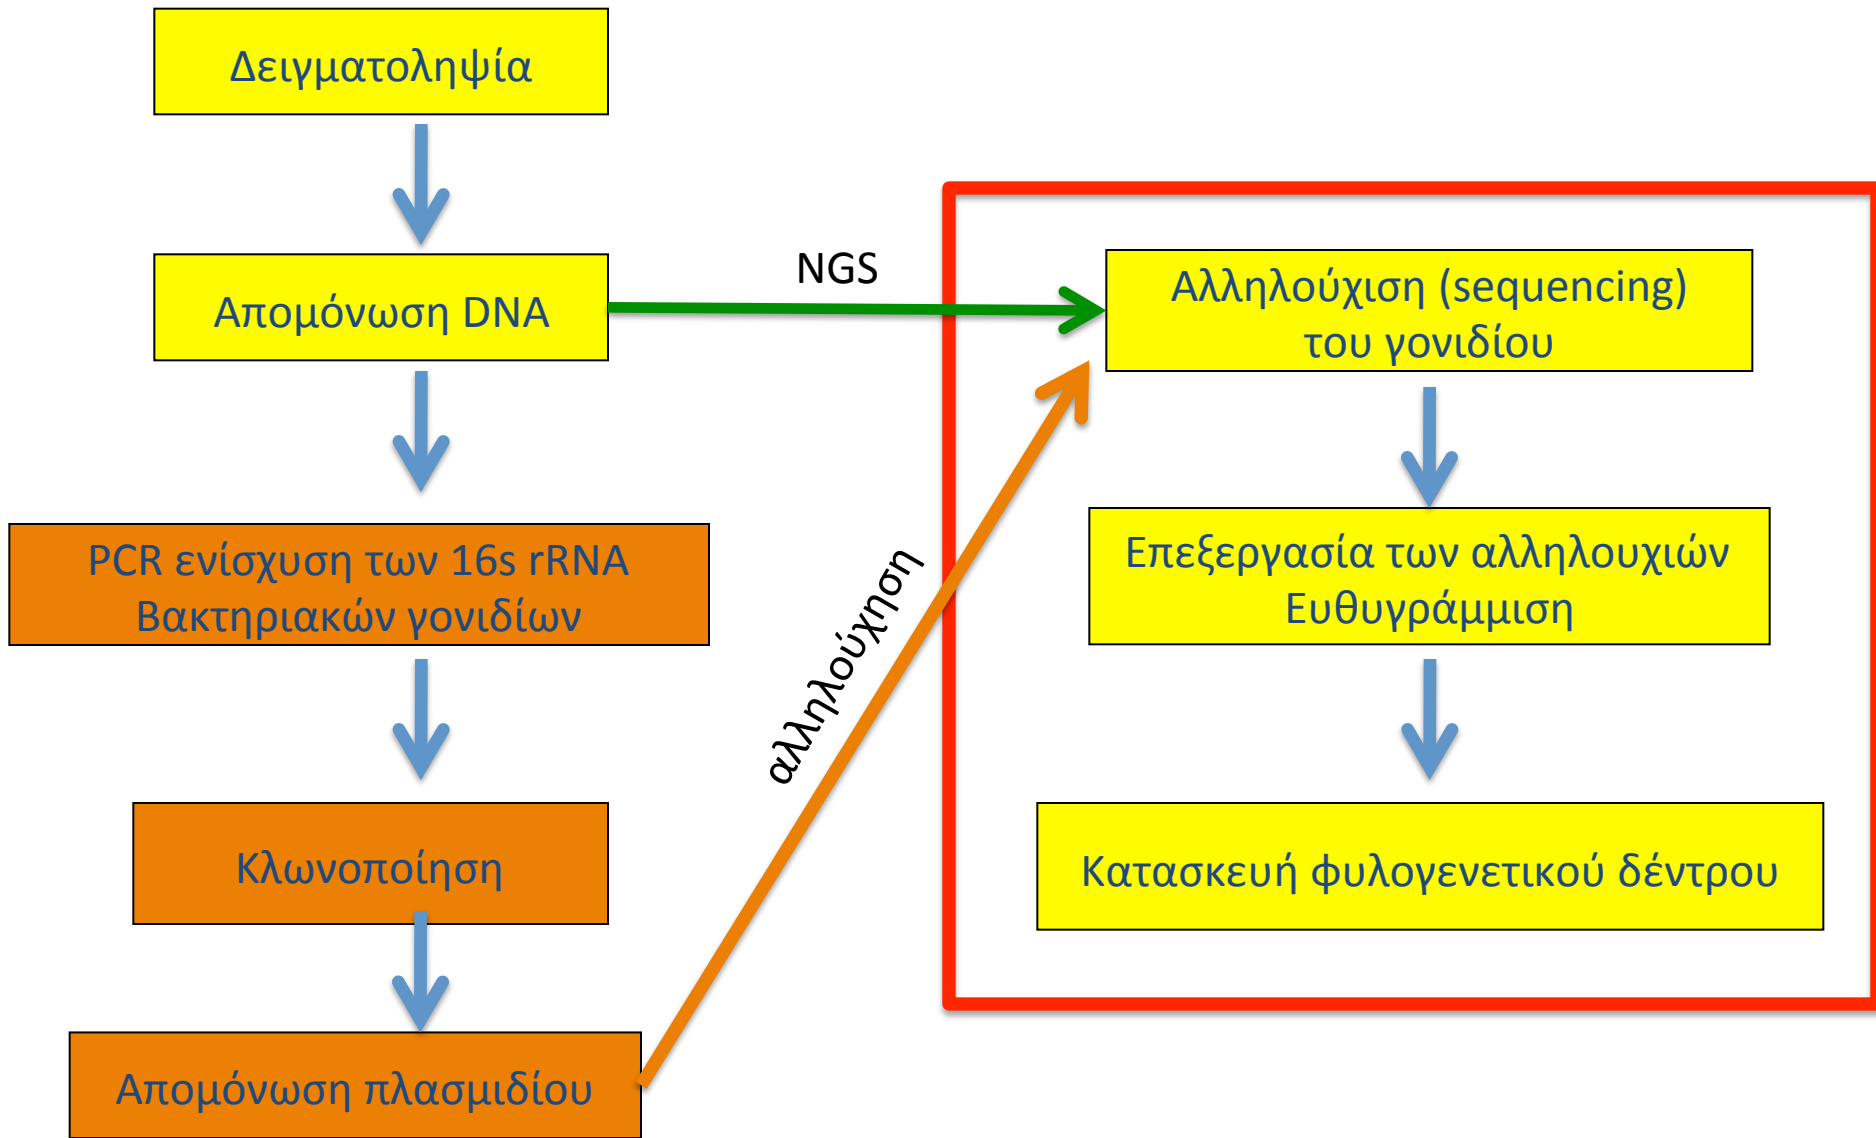 Δειγματοληψία
Απομόνωση DNA
PCR ενίσχυση των 16s rRNA
Βακτηριακών γονιδίων
Κλωνοποίηση
Απομόνωση πλασμιδίου
NGS
αλληλούχηση
Αλληλούχιση (sequencing)
του γονιδίου
Επεξεργασία των αλληλουχιών
Ευθυγράμμιση
Κατασκευή φυλογενετικού δέντρου